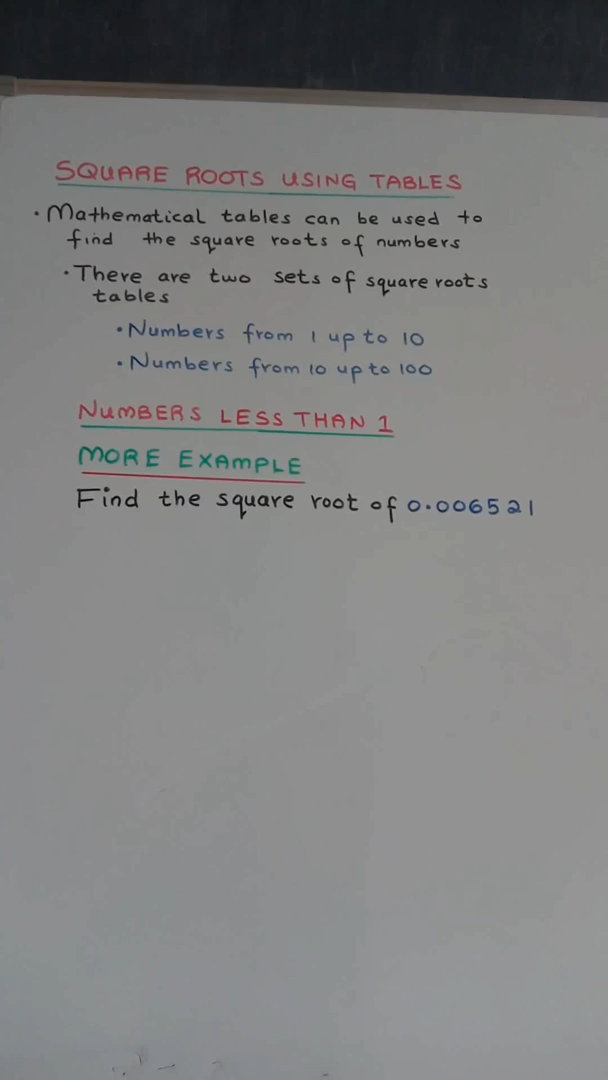 SQUARE ROOTS USING TABLES
• Mathematical tables can be used to
find the square roots of numbers
• There are two sets of square roots
tables
• Numbers from 1 up to 10
• Numbers from 10 up to 100
NUMBERS LESS THAN 1
MORE EXAMPLE
Find the square root of 0.006521